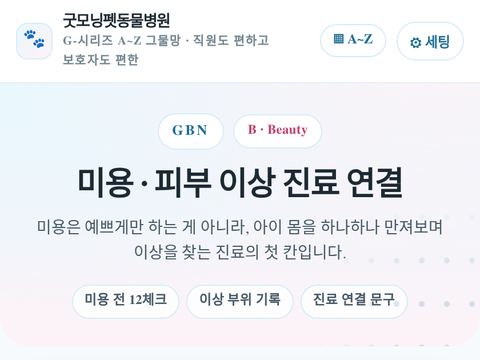 굿모닝펫동물병원
G-시리즈 A~Z 그물망 · 직원도 편하고
보호자도 편한
A~Z
세팅
GBN
B · Beauty
미용·피부 이상 진료 연결
미용은 예쁘게만 하는 게 아니라, 아이 몸을 하나하나 만져보며
이상을 찾는 진료의 첫 칸입니다.
미용 전 12체크
이상 부위 기록
진료 연결 문구